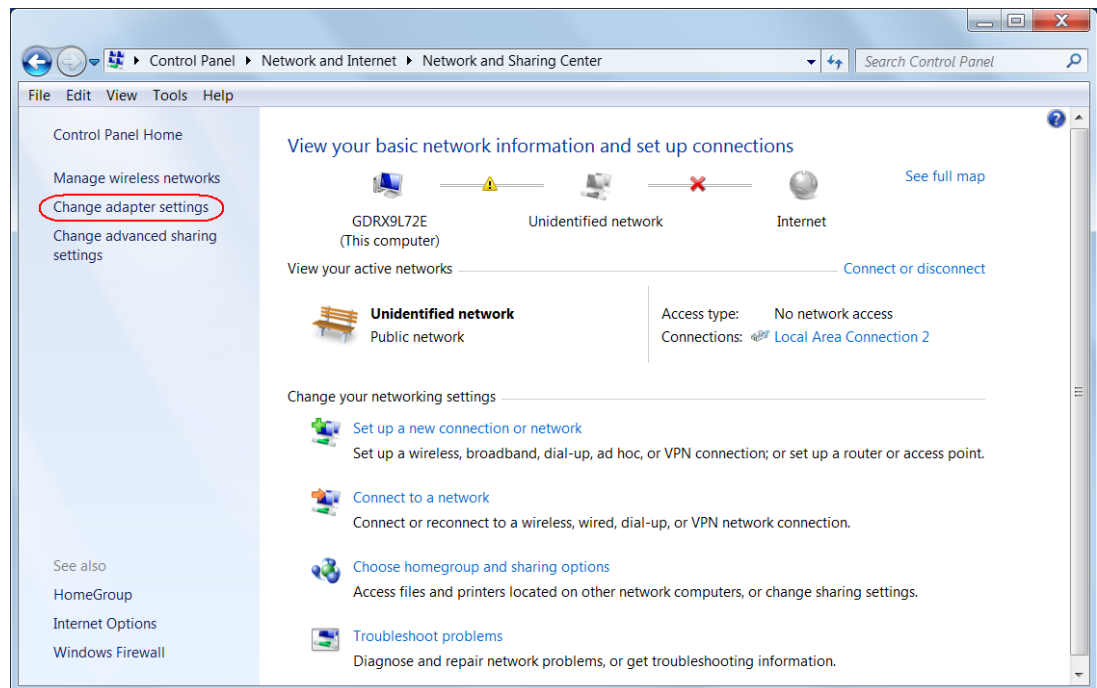 Control Panel
Network and Internet
Network and Sharing Center
Search Control Panel
File Edit View Tools Help
Control Panel Home
Manage wireless networks
Change adapter settings
Change advanced sharing
settings
See also
HomeGroup
Internet Options
Windows Firewall
View your basic network information and set up connections
See full map
GDRX9L72E
(This computer)
Unidentified network
Internet
View your active networks
Connect or disconnect
Unidentified network
Public network
Access type: No network access
Connections: Local Area Connection 2
Change your networking settings
Set up a new connection or network
Set up a wireless, broadband, dial-up, ad hoc, or VPN connection; or set up a router or access point.
Connect to a network
Connect or reconnect to a wireless, wired, dial-up, or VPN network connection.
Choose homegroup and sharing options
Access files and printers located on other network computers, or change sharing settings.
Troubleshoot problems
Diagnose and repair network problems, or get troubleshooting information.